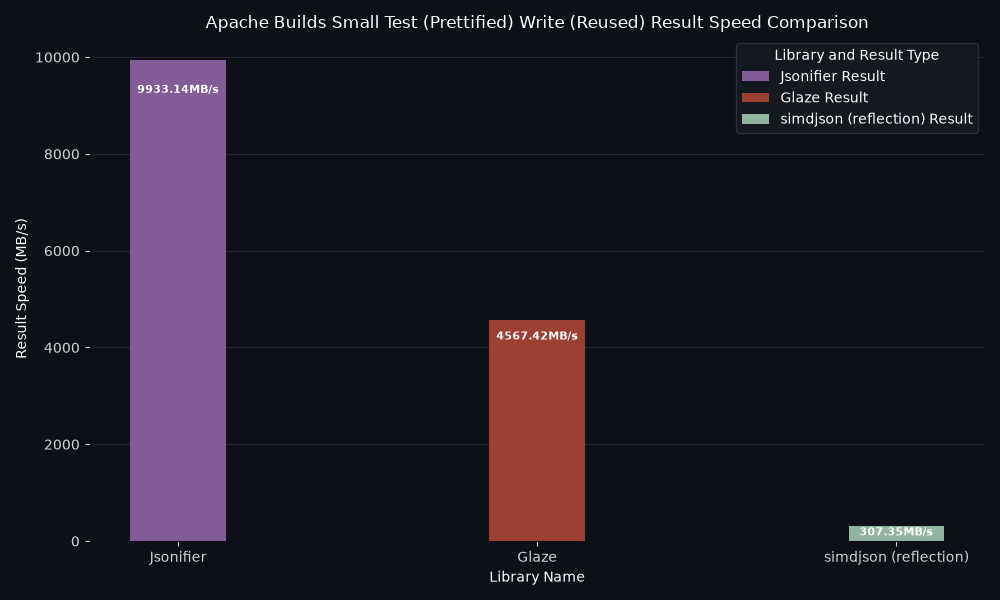 Apache Builds Small Test (Prettified) Write (Reused) Result Speed Comparison
Library and Result Type
Jsonifier Result
Glaze Result
simdjson (reflection) Result
Result Speed (MB/s)
10000
8000
6000
4000
2000
0
9933.14MB/s
4567.42MB/s
307.35MB/s
Jsonifier
Glaze
simdjson (reflection)
Library Name